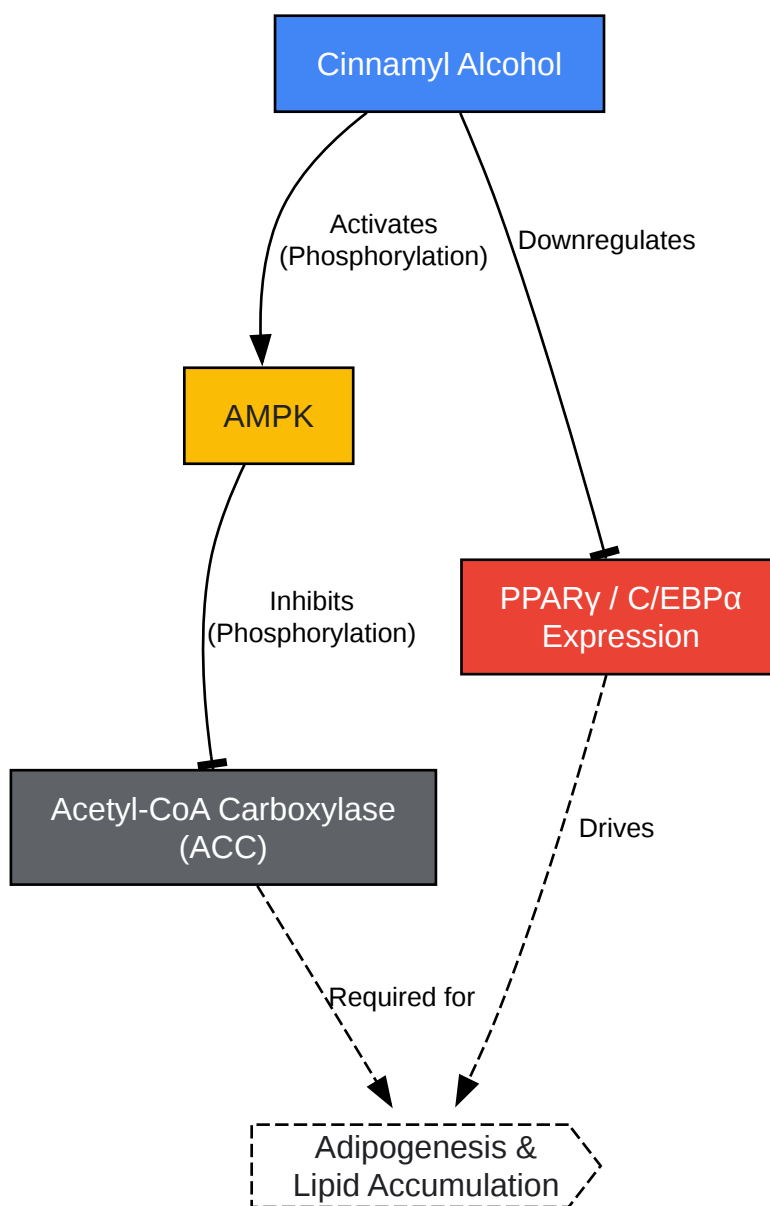 Cinnamyl Alcohol
Activates
(Phosphorylation)
Downregulates
AMPK
Inhibits
(Phosphorylation)
PPARγ / C/EBPα
Expression
Acetyl-CoA Carboxylase
(ACC)
Drives
Required for
Adipogenesis &
Lipid Accumulation